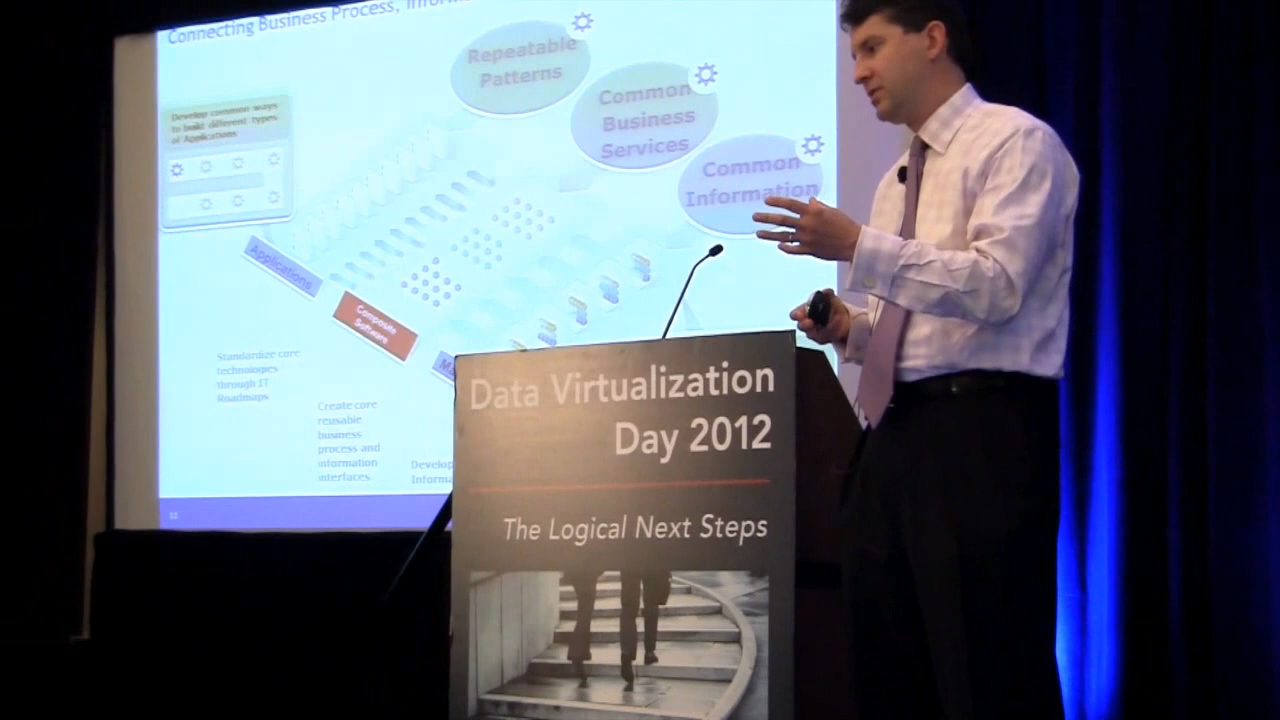 Connecting Business Process,
Repeatable
Patterns
Common
Business
Services
Common
Information
Develop common ways
to build different types
of Applications
Applications
Composite
Software
Standardize core
technologies
through IT
Roadmaps
Create core
reusable
business
process and
information
interfaces
Develop
Informa
Data Virtualization
Day 2012
The Logical Next Steps